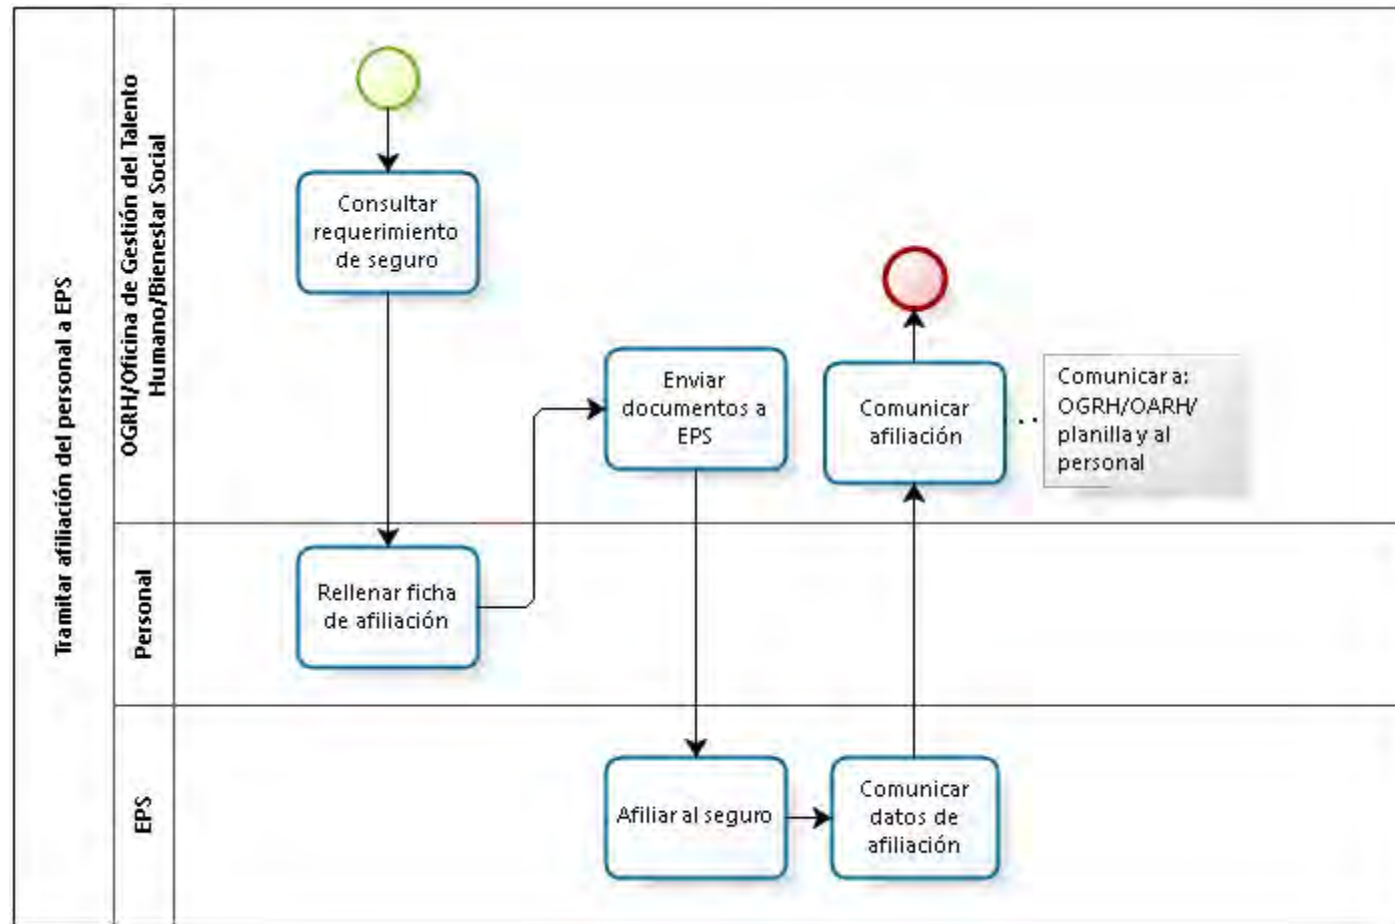 Tramitar afiliación del personal a EPS
OGRH/Oficina de Gestión del Talento
Humano/Bienestar Social
Consultar
requerimiento
de seguro
Enviar
documentos a
EPS
Comunicar
afiliación
Comunicar a:
OGRH/OARH/
planilla y al
personal
Personal
Rellenar ficha
de afiliación
EPS
Afiliar al seguro
Comunicar
datos de
afiliación